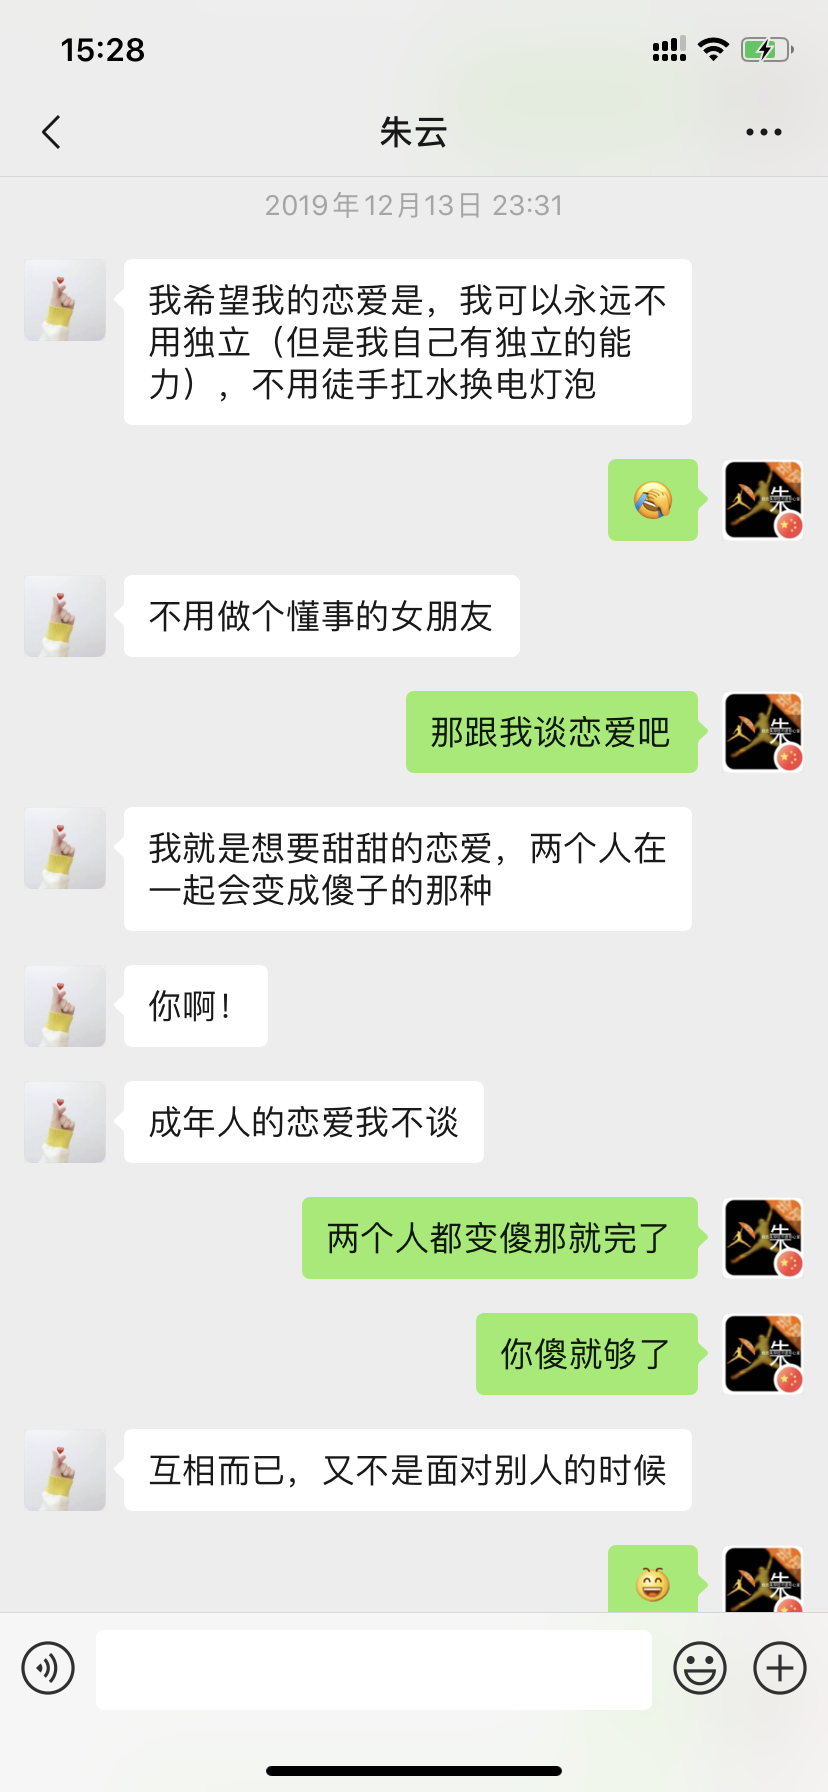 15:28
朱云
2019年12月13日 23:31
我希望我的恋爱是，我可以永远不
用独立（但是我自己有独立的能
力），不用徒手扛水换电灯泡
不用做个懂事的女朋友
那跟我谈恋爱吧
我就是想要甜甜的恋爱，两个人在
一起会变成傻子的那种
你啊！
成年人的恋爱我不谈
两个人都变傻那就完了
你傻就够了
互相而已，又不是面对别人的时候